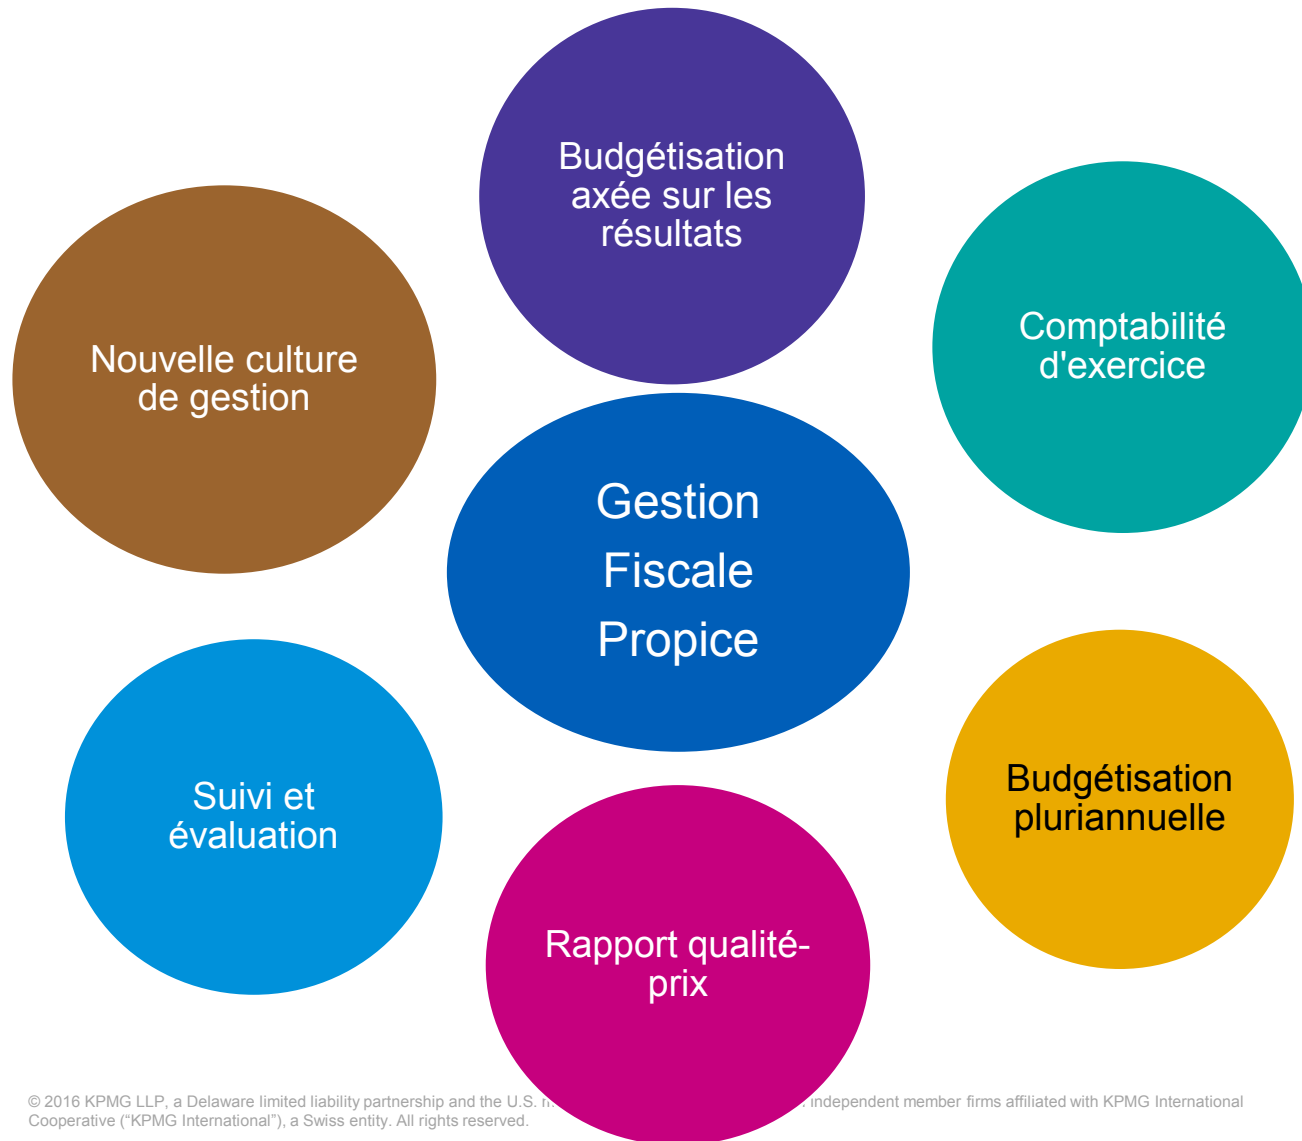 Budgétisation
axée sur les
résultats
Comptabilité
d'exercice
Nouvelle culture
de gestion
Gestion
Fiscale
Propice
Budgétisation
pluriannuelle
Suivi et
évaluation
Rapport qualité-
prix
© 2016 KPMG LLP, a Delaware limited liability partnership and the U.S. independent member firms affiliated with KPMG International
Cooperative (“KPMG International”), a Swiss entity. All rights reserved.